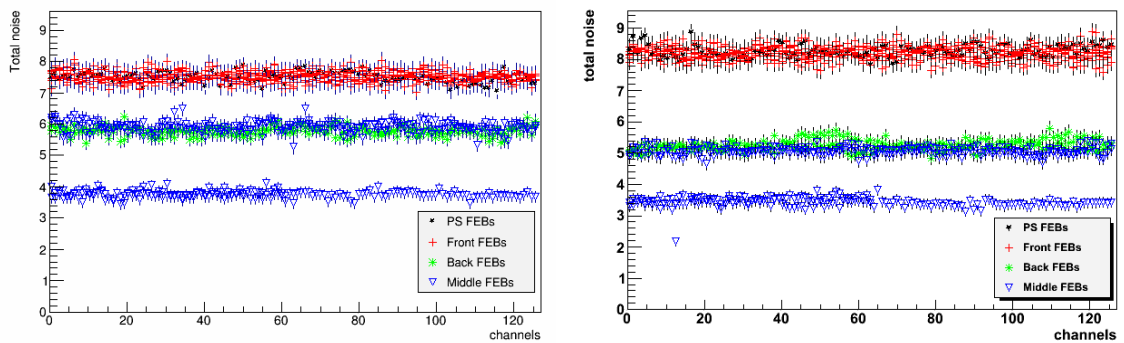 Total noise
9
8
7
6
5
4
3
2
1
0
0 20 40 60 80 100 120
channels
PS FEBs
Front FEBs
Back FEBs
Middle FEBs
total noise
9
8
7
6
5
4
3
2
1
0
0 20 40 60 80 100 120
channels
PS FEBs
Front FEBs
Back FEBs
Middle FEBs